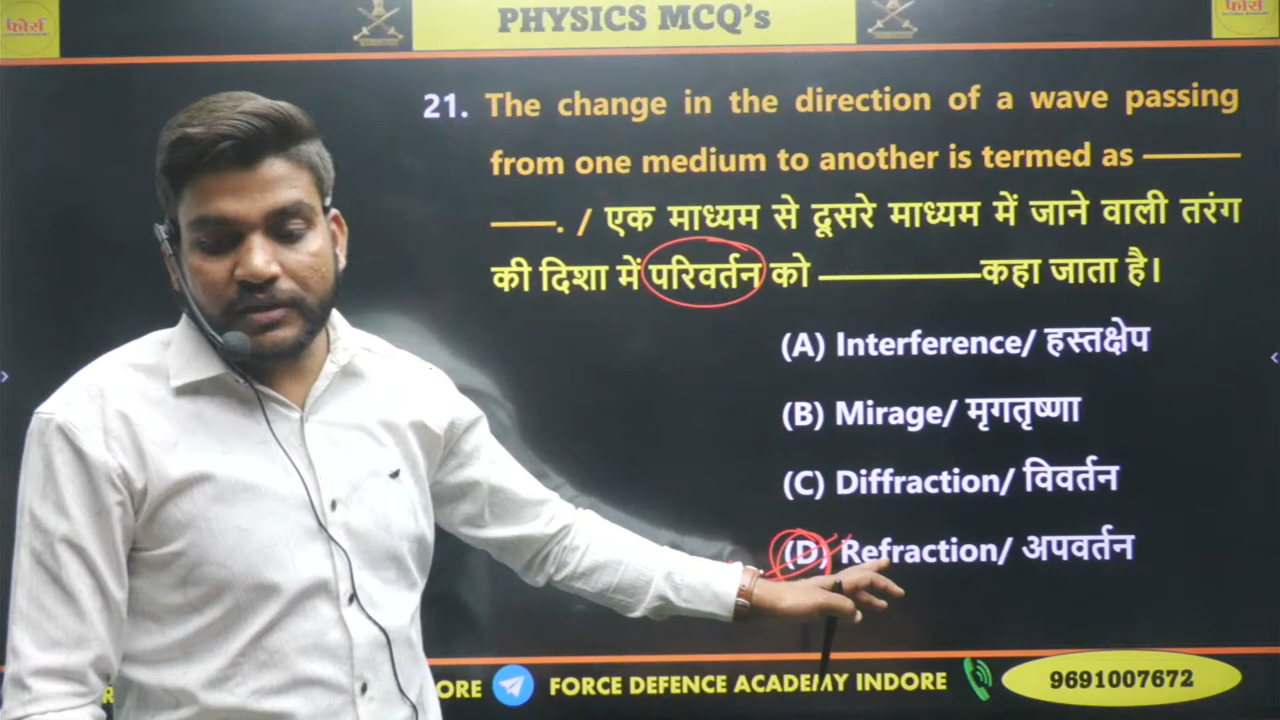 फोर्स
PHYSICS MCQ's
फोर्स
21. The change in the direction of a wave passing
from one medium to another is termed as ———
——. / एक माध्यम से दूसरे माध्यम में जाने वाली तरंग
की दिशा में परिवर्तन को ————कहा जाता है।
(A) Interference/ हस्तक्षेप
(B) Mirage/ मृगतृष्णा
(C) Diffraction/ विवर्तन
(D) Refraction/ अपवर्तन
ORE FORCE DEFENCE ACADEMY INDORE 9691007672